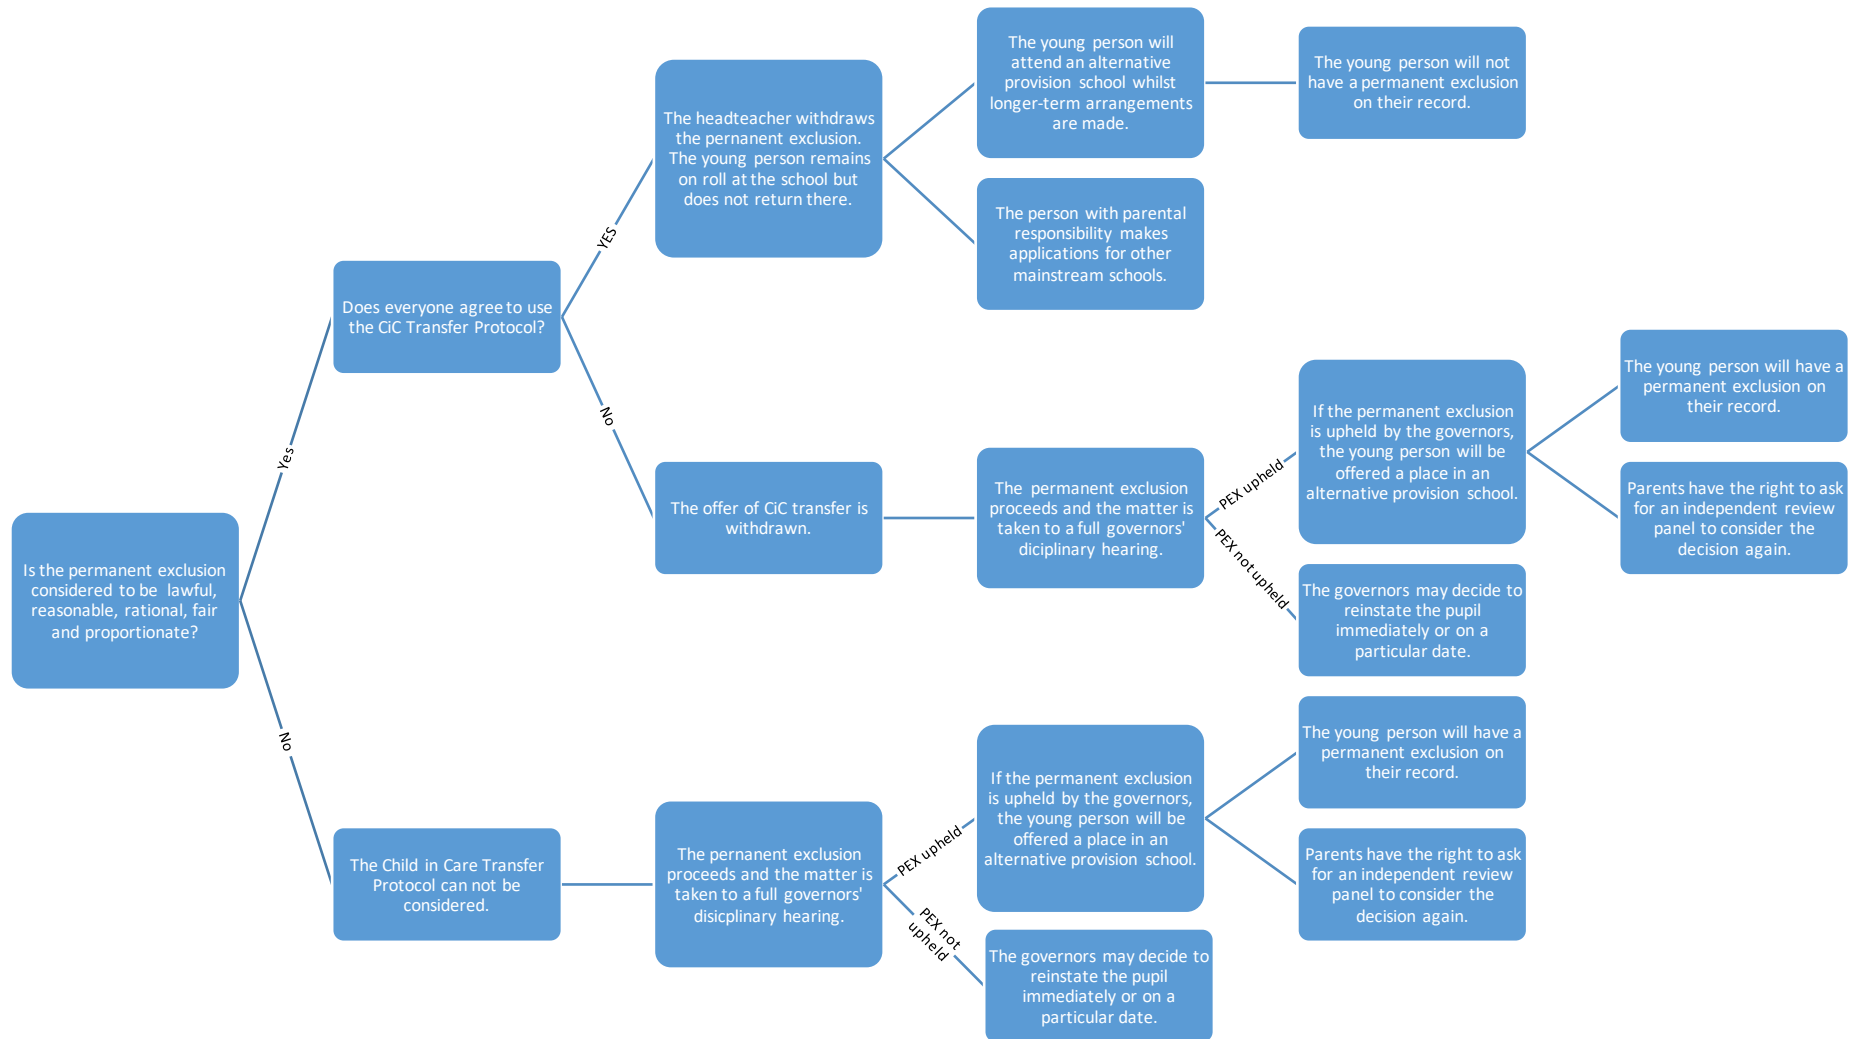 Is the permanent exclusion
considered to be lawful,
reasonable, rational, fair
and proportionate?
Yes
Does everyone agree to use
the CiC Transfer Protocol?
YES
The headteacher withdraws
the pernanent exclusion.
The young person remains
on roll at the school but
does not return there.
The young person will
attend an alternative
provision school whilst
longer-term arrangements
are made.
The young person will not
have a permanent exclusion
on their record.
The person with parental
responsibility makes
applications for other
mainstream schools.
No
The offer of CiC transfer is
withdrawn.
The permanent exclusion
proceeds and the matter is
taken to a full governors'
diciplinary hearing.
PEX upheld
If the permanent exclusion
is upheld by the governors,
the young person will be
offered a place in an
alternative provision school.
The young person will have a
permanent exclusion on
their record.
Parents have the right to ask
for an independent review
panel to consider the
decision again.
PEX not upheld
The governors may decide to
reinstate the pupil
immediately or on a
particular date.
No
The Child in Care Transfer
Protocol can not be
considered.
The pernanent exclusion
proceeds and the matter is
taken to a full governors'
disicplinary hearing.
PEX upheld
If the permanent exclusion
is upheld by the governors,
the young person will be
offered a place in an
alternative provision school.
The young person will have a
permanent exclusion on
their record.
Parents have the right to ask
for an independent review
panel to consider the
decision again.
PEX not
upheld
The governors may decide to
reinstate the pupil
immediately or on a
particular date.